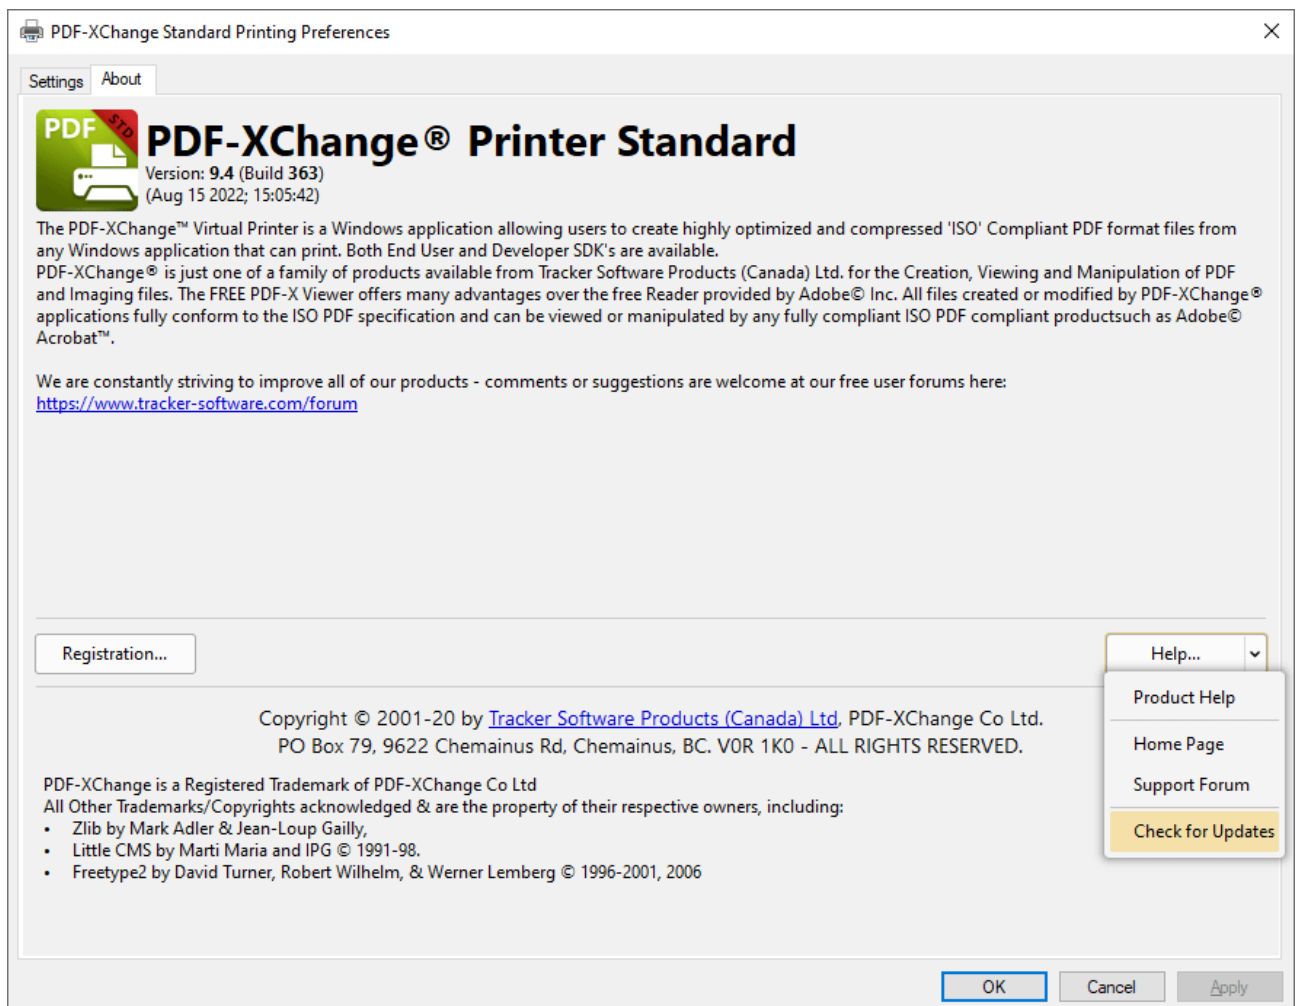 PDF-XChange Standard Printing Preferences
Settings
About
PDF
STD
PDF-XChange® Printer Standard
Version: 9.4 (Build 363)
(Aug 15 2022; 15:05:42)
The PDF-XChange™ Virtual Printer is a Windows application allowing users to create highly optimized and compressed 'ISO' Compliant PDF format files from
any Windows application that can print. Both End User and Developer SDK's are available.
PDF-XChange® is just one of a family of products available from Tracker Software Products (Canada) Ltd. for the Creation, Viewing and Manipulation of PDF
and Imaging files. The FREE PDF-X Viewer offers many advantages over the free Reader provided by Adobe© Inc. All files created or modified by PDF-XChange®
applications fully conform to the ISO PDF specification and can be viewed or manipulated by any fully compliant ISO PDF compliant productsuch as Adobe©
Acrobat™.
We are constantly striving to improve all of our products - comments or suggestions are welcome at our free user forums here:
https://www.tracker-software.com/forum
Registration...
Help...
Product Help
Home Page
Support Forum
Check for Updates
Copyright © 2001-20 by Tracker Software Products (Canada) Ltd, PDF-XChange Co Ltd.
PO Box 79, 9622 Chemainus Rd, Chemainus, BC. V0R 1K0 - ALL RIGHTS RESERVED.
PDF-XChange is a Registered Trademark of PDF-XChange Co Ltd
All Other Trademarks/Copyrights acknowledged & are the property of their respective owners, including:
• Zlib by Mark Adler & Jean-Loup Gailly,
• Little CMS by Marti Maria and IPG © 1991-98.
• Freetype2 by David Turner, Robert Wilhelm, & Werner Lemberg © 1996-2001, 2006
OK
Cancel
Apply